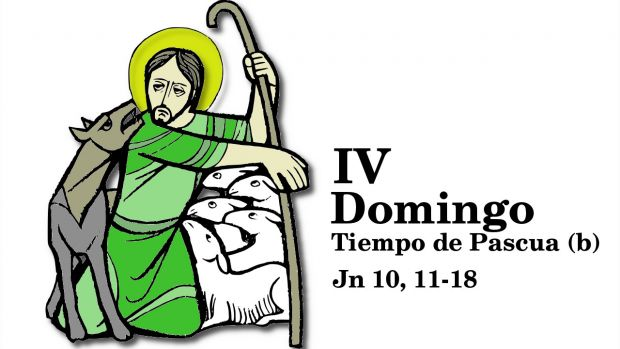 IV
Domingo
Tiempo de Pascua (b)
Jn 10, 11-18